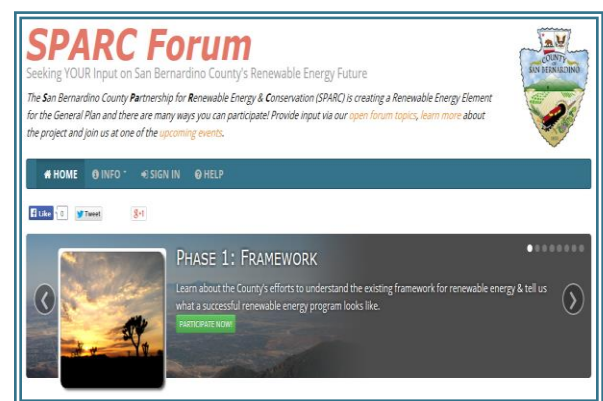 SPARC Forum
Seeking YOUR Input on San Bernardino County's Renewable Energy Future
The San Bernardino County Partnership for Renewable Energy & Conservation (SPARC) is creating a Renewable Energy Element
for the General Plan and there are many ways you can participate! Provide input via our open forum topics, learn more about
the project and join us at one of the upcoming events.
COUNTY
OF
SAN BERNARDINO
HOME INFO SIGN IN HELP
Like 0 Tweet g+1
PHASE 1: FRAMEWORK
Learn about the County's efforts to understand the existing framework for renewable energy & tell us
what a successful renewable energy program looks like.
PARTICIPATE NOW!